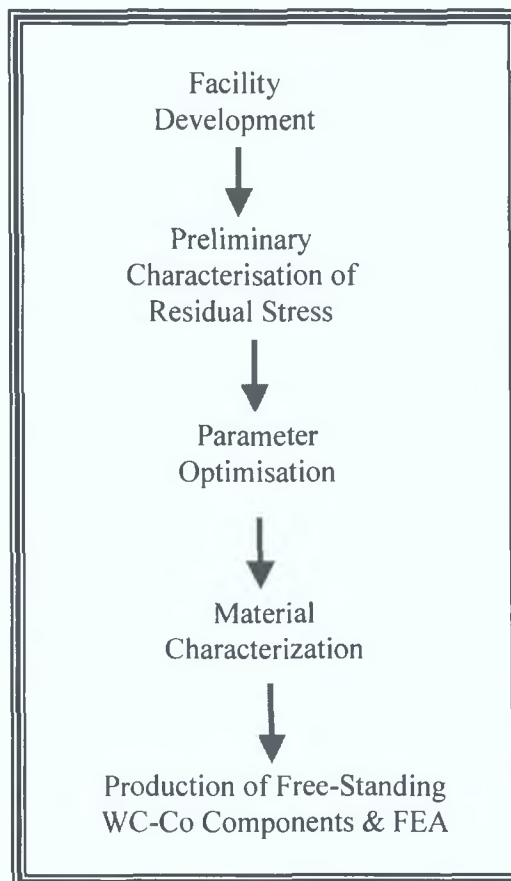 Facility
Development
Preliminary
Characterisation of
Residual Stress
Parameter
Optimisation
Material
Characterization
Production of Free-Standing
WC-Co Components & FEA